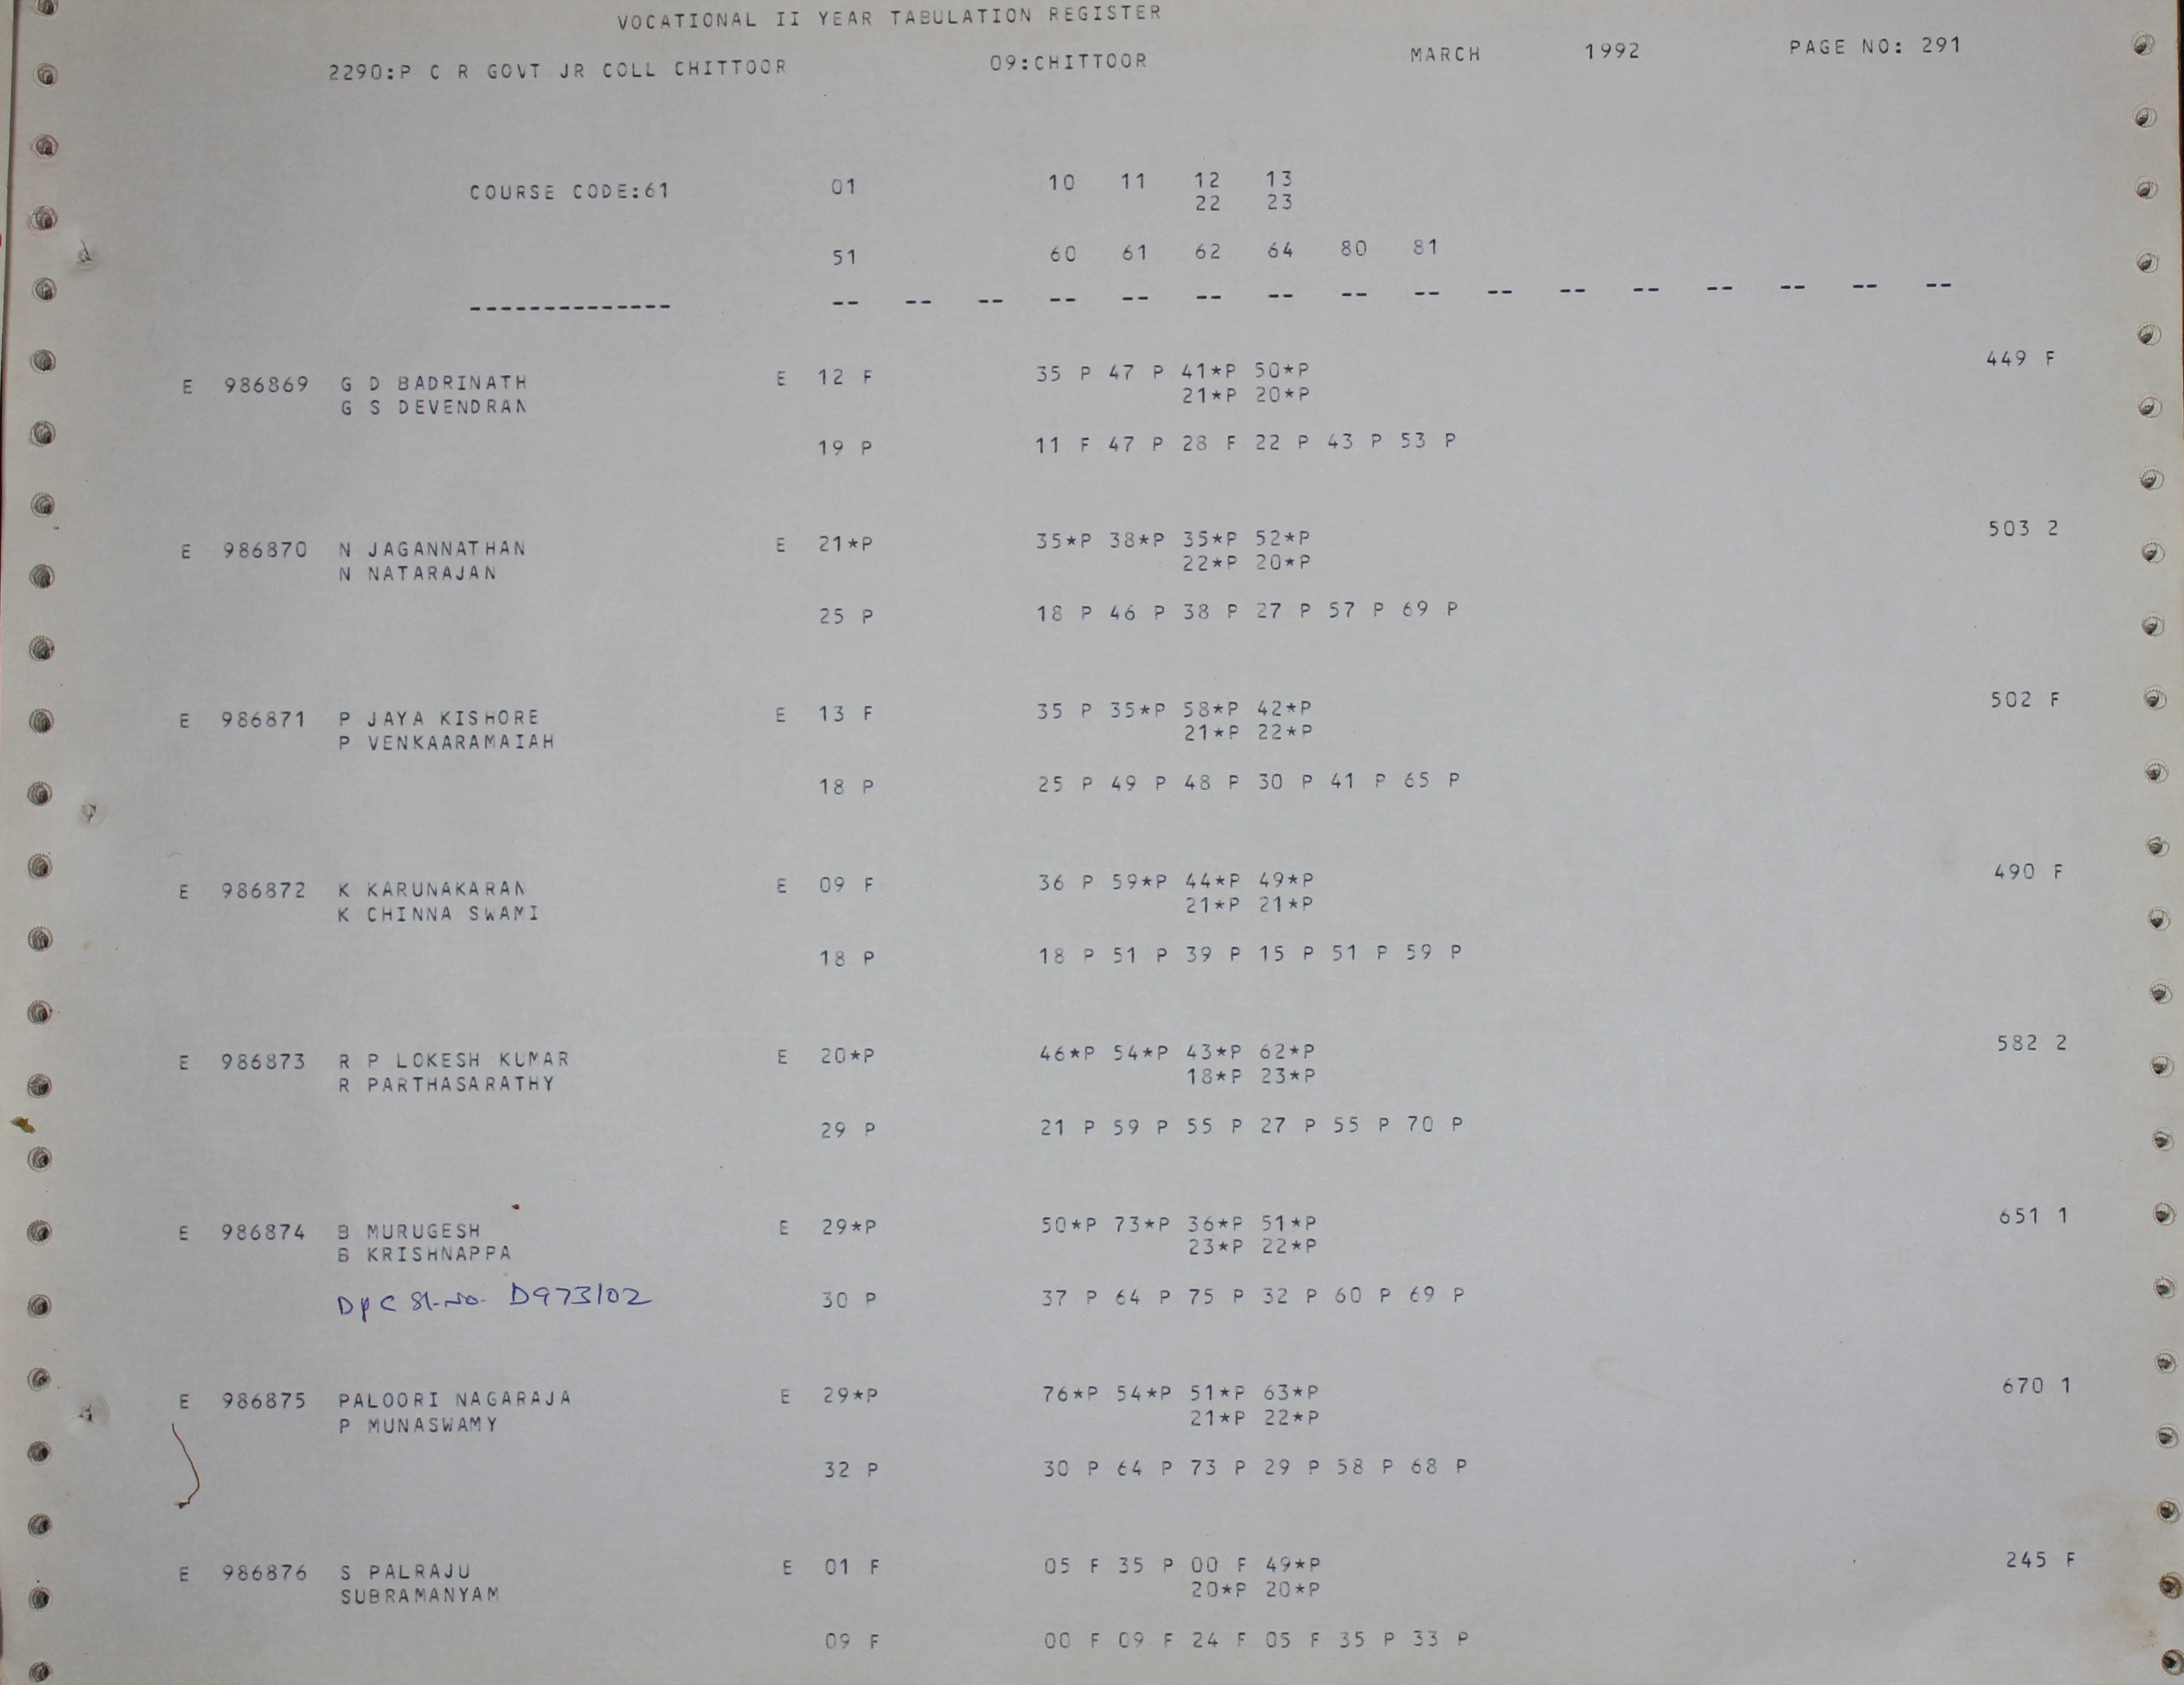 VOCATIONAL II YEAR TABULATION REGISTER
2290:P C R GOVT JR COLL CHITTOOR 09:CHITTOOR MARCH 1992 PAGE NO: 291
COURSE CODE:61 01 10 11 12 13
22 23
51 60 61 62 64 80 81
-------------- -- -- -- -- -- -- -- -- -- -- -- -- -- -- -- --
E 986869 G D BADRINATH E 12 F 35 P 47 P 41*P 50*P 449 F
G S DEVENDRAN 21*P 20*P
19 P 11 F 47 P 28 F 22 P 43 P 53 P
E 986870 N JAGANNATHAN E 21*P 35*P 38*P 35*P 52*P 503 2
N NATARAJAN 22*P 20*P
25 P 18 P 46 P 38 P 27 P 57 P 69 P
E 986871 P JAYA KISHORE E 13 F 35 P 35*P 58*P 42*P 502 F
P VENKAARAMAIAH 21*P 22*P
18 P 25 P 49 P 48 P 30 P 41 P 65 P
E 986872 K KARUNAKARAN E 09 F 36 P 59*P 44*P 49*P 490 F
K CHINNA SWAMI 21*P 21*P
18 P 18 P 51 P 39 P 15 P 51 P 59 P
E 986873 R P LOKESH KUMAR E 20*P 46*P 54*P 43*P 62*P 582 2
R PARTHASARATHY 18*P 23*P
29 P 21 P 59 P 55 P 27 P 55 P 70 P
E 986874 B MURUGESH E 29*P 50*P 73*P 36*P 51*P 651 1
B KRISHNAPPA 23*P 22*P
DpC Sl.No. D973102 30 P 37 P 64 P 75 P 32 P 60 P 69 P
E 986875 PALOORI NAGARAJA E 29*P 76*P 54*P 51*P 63*P 670 1
P MUNASWAMY 21*P 22*P
32 P 30 P 64 P 73 P 29 P 58 P 68 P
E 986876 S PALRAJU E 01 F 05 F 35 P 00 F 49*P 245 F
SUBRAMANYAM 20*P 20*P
09 F 00 F 09 F 24 F 05 F 35 P 33 P